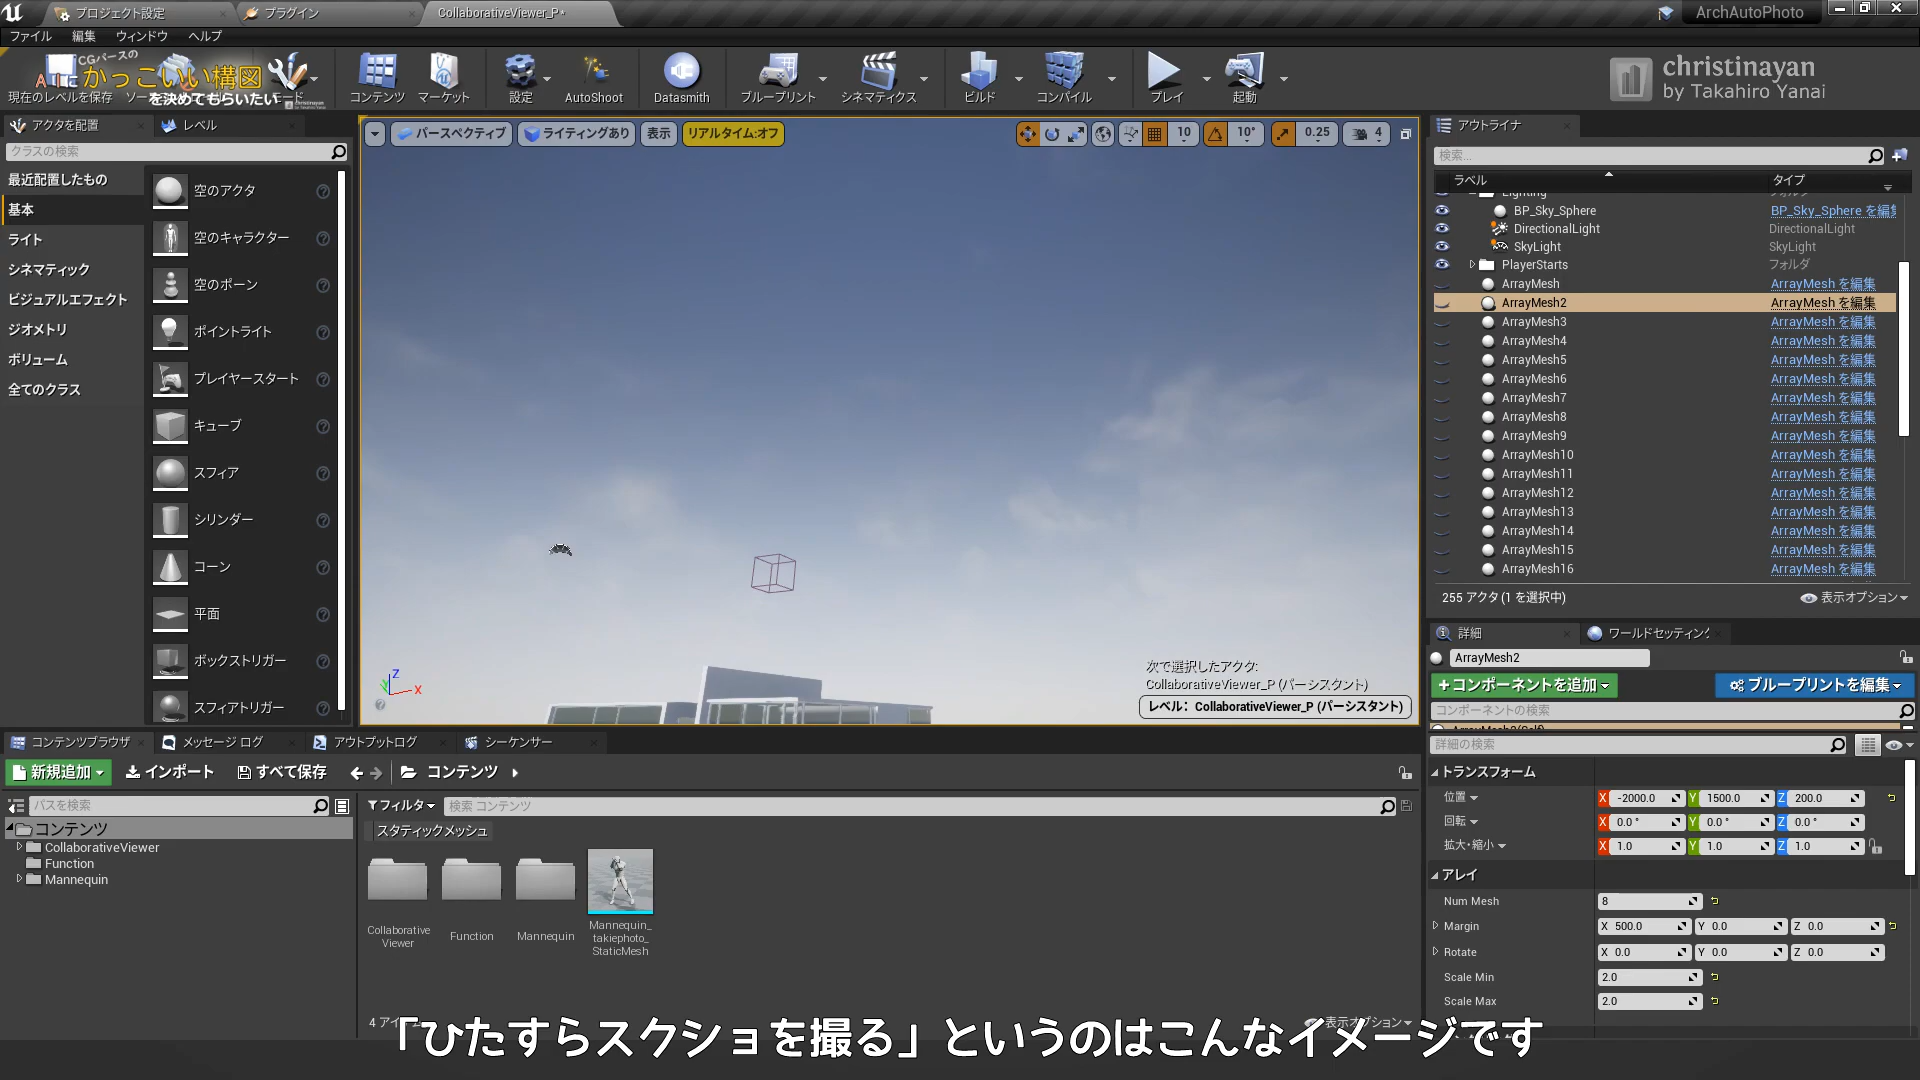 プロジェクト設定
プラグイン
CollaborativeViewer_P*
ArchAutoPhoto
ファイル 編集 ウィンドウ ヘルプ
CGパースの
かっこいい構図
を決めてもらいたい
現在のレベルを保存
コンテンツ
マーケット
設定
AutoShoot
Datasmith
ブループリント
シネマティクス
ビルド
コンパイル
プレイ
起動
christinayan
by Takahiro Yanai
アクタを配置
レベル
クラスの検索
最近配置したもの
基本
ライト
シネマティック
ビジュアルエフェクト
ジオメトリ
ボリューム
全てのクラス
空のアクタ
空のキャラクター
空のポーン
ポイントライト
プレイヤースタート
キューブ
スフィア
シリンダー
コーン
平面
ボックストリガー
スフィアトリガー
パースペクティブ
ライティングあり
表示
リアルタイム:オフ
10
10°
0.25
4
次で選択したアクタ:
CollaborativeViewer_P (パーシスタント)
レベル: CollaborativeViewer_P (パーシスタント)
Z
Y
X
アウトライナ
検索...
ラベル タイプ
Lighting フォルダ
BP_Sky_Sphere BP_Sky_Sphere を編集
DirectionalLight DirectionalLight
SkyLight SkyLight
PlayerStarts フォルダ
ArrayMesh ArrayMesh を編集
ArrayMesh2 ArrayMesh を編集
ArrayMesh3 ArrayMesh を編集
ArrayMesh4 ArrayMesh を編集
ArrayMesh5 ArrayMesh を編集
ArrayMesh6 ArrayMesh を編集
ArrayMesh7 ArrayMesh を編集
ArrayMesh8 ArrayMesh を編集
ArrayMesh9 ArrayMesh を編集
ArrayMesh10 ArrayMesh を編集
ArrayMesh11 ArrayMesh を編集
ArrayMesh12 ArrayMesh を編集
ArrayMesh13 ArrayMesh を編集
ArrayMesh14 ArrayMesh を編集
ArrayMesh15 ArrayMesh を編集
ArrayMesh16 ArrayMesh を編集
255 アクタ(1 を選択中)
表示オプション
詳細
ワールドセッティング
ArrayMesh2
+コンポーネントを追加
ブループリントを編集
コンポーネントの検索
ArrayMesh2(Self)
詳細の検索
トランスフォーム
位置 X -2000.0 Y 1500.0 Z 200.0
回転 X 0.0° Y 0.0° Z 0.0°
拡大・縮小 X 1.0 Y 1.0 Z 1.0
アレイ
Num Mesh 8
Margin X 500.0 Y 0.0 Z 0.0
Rotate X 0.0 Y 0.0 Z 0.0
Scale Min 2.0
Scale Max 2.0
コンテンツブラウザ
メッセージ ログ
アウトプットログ
シーケンサー
新規追加
インポート
すべて保存
コンテンツ
パスを検索
コンテンツ
CollaborativeViewer
Function
Mannequin
フィルタ
検索 コンテンツ
スタティックメッシュ
Collaborative
Viewer
Function
Mannequin
Mannequin_
takiephoto_
StaticMesh
表示オプション
「ひたすらスクショを撮る」というのはこんなイメージです